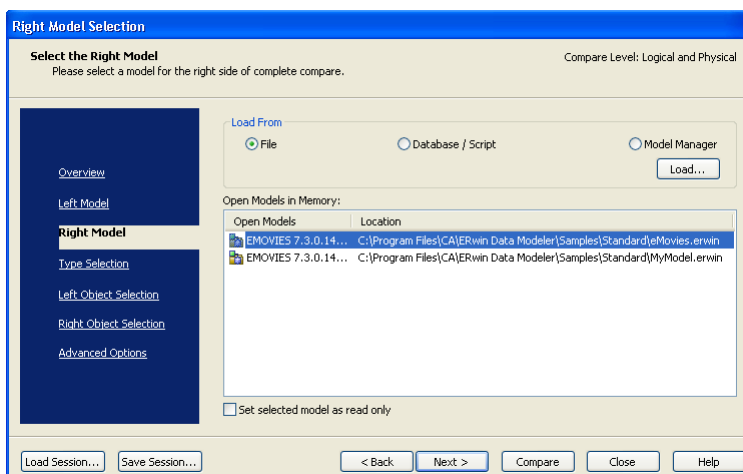 Right Model Selection
Select the Right Model
Please select a model for the right side of complete compare.
Compare Level: Logical and Physical
Overview
Left Model
Right Model
Type Selection
Left Object Selection
Right Object Selection
Advanced Options
Load From
File
Database / Script
Model Manager
Load...
Open Models in Memory:
Open Models Location
EMOVIES 7.3.0.14... C:\Program Files\CA\ERwin Data Modeler\Samples\Standard\eMovies.erwin
EMOVIES 7.3.0.14... C:\Program Files\CA\ERwin Data Modeler\Samples\Standard\MyModel.erwin
Set selected model as read only
Load Session... Save Session... < Back Next > Compare Close Help